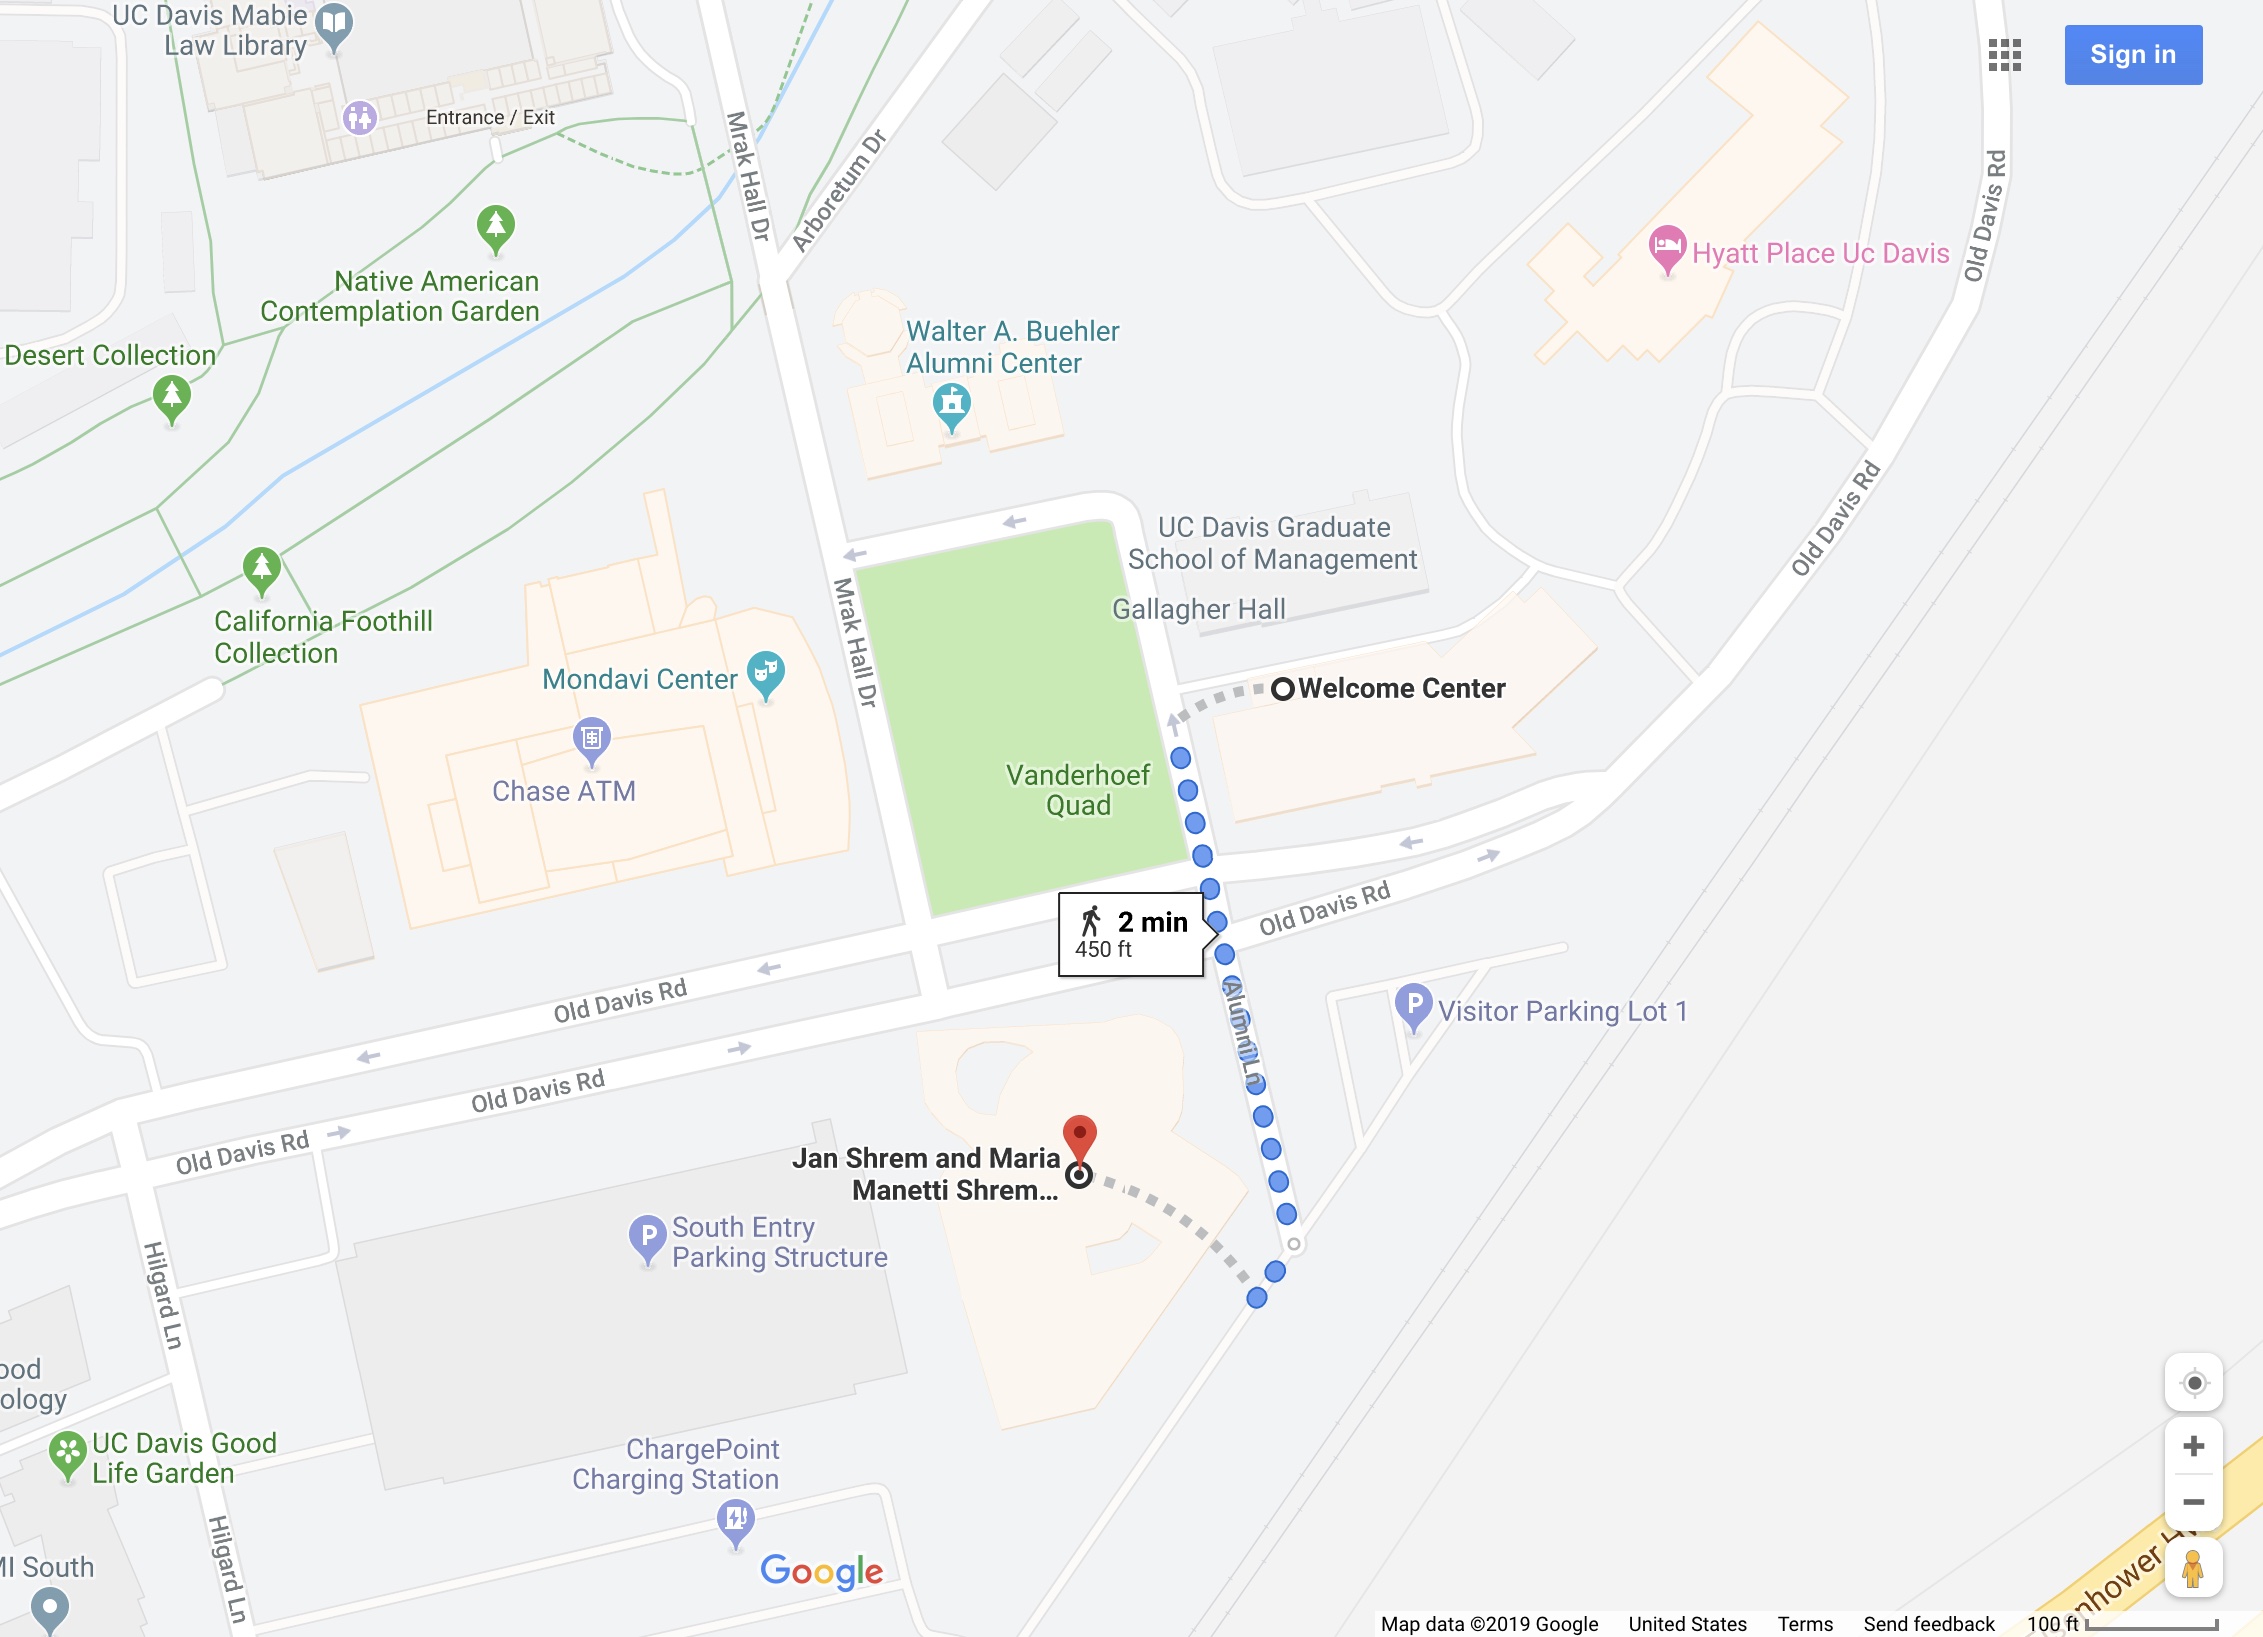 UC Davis Mabie
Law Library
Entrance / Exit
Sign in
Mrak Hall Dr
Arboretum Dr
Old Davis Rd
Native American
Contemplation Garden
Hyatt Place Uc Davis
Desert Collection
Walter A. Buehler
Alumni Center
Old Davis Rd
UC Davis Graduate
School of Management
Gallagher Hall
California Foothill
Collection
Mrak Hall Dr
Mondavi Center
Welcome Center
Chase ATM
Vanderhoef
Quad
2 min
450 ft
Old Davis Rd
Old Davis Rd
Alumni Ln
P
Visitor Parking Lot 1
Old Davis Rd
Old Davis Rd
Jan Shrem and Maria
Manetti Shrem...
P
South Entry
Parking Structure
Hilgard Ln
ood
ology
UC Davis Good
Life Garden
ChargePoint
Charging Station
Hilgard Ln
MI South
Google
nhower
Map data ©2019 Google
United States
Terms
Send feedback
100 ft